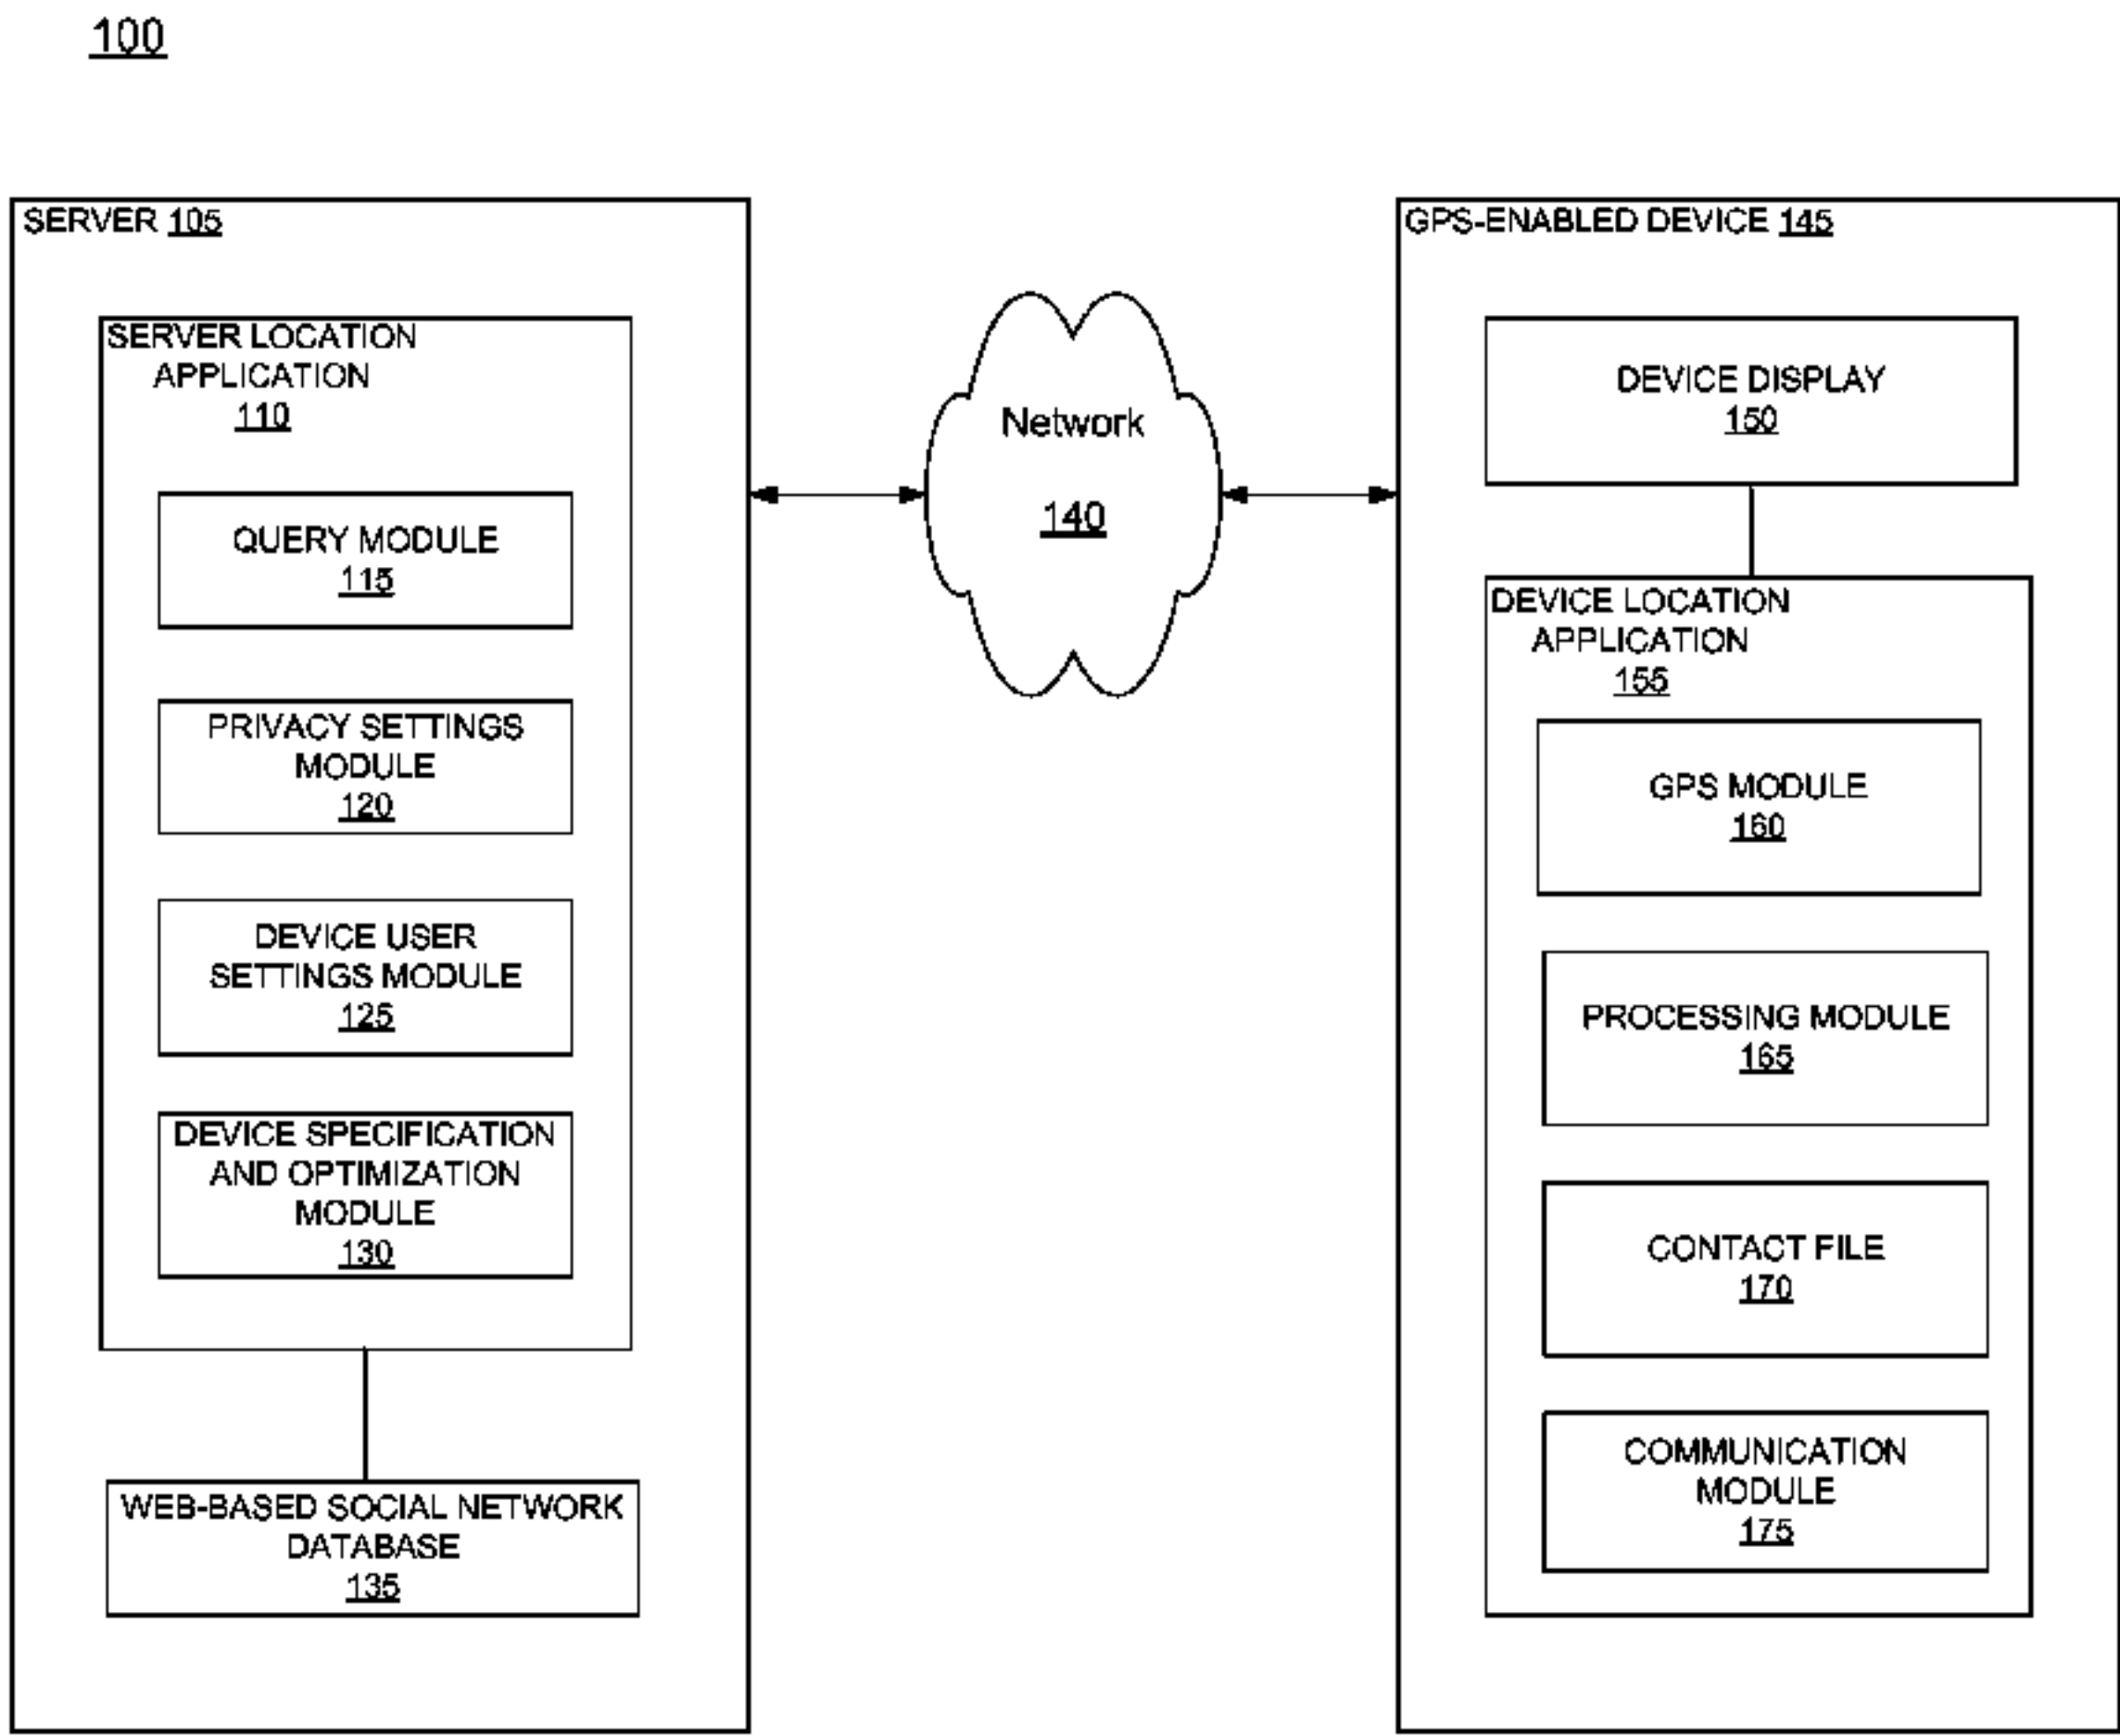 100
SERVER 105
SERVER LOCATION
APPLICATION
110
QUERY MODULE
115
PRIVACY SETTINGS
MODULE
120
DEVICE USER
SETTINGS MODULE
125
DEVICE SPECIFICATION
AND OPTIMIZATION
MODULE
130
WEB-BASED SOCIAL NETWORK
DATABASE
135
Network
140
GPS-ENABLED DEVICE 145
DEVICE DISPLAY
150
DEVICE LOCATION
APPLICATION
155
GPS MODULE
160
PROCESSING MODULE
165
CONTACT FILE
170
COMMUNICATION
MODULE
175